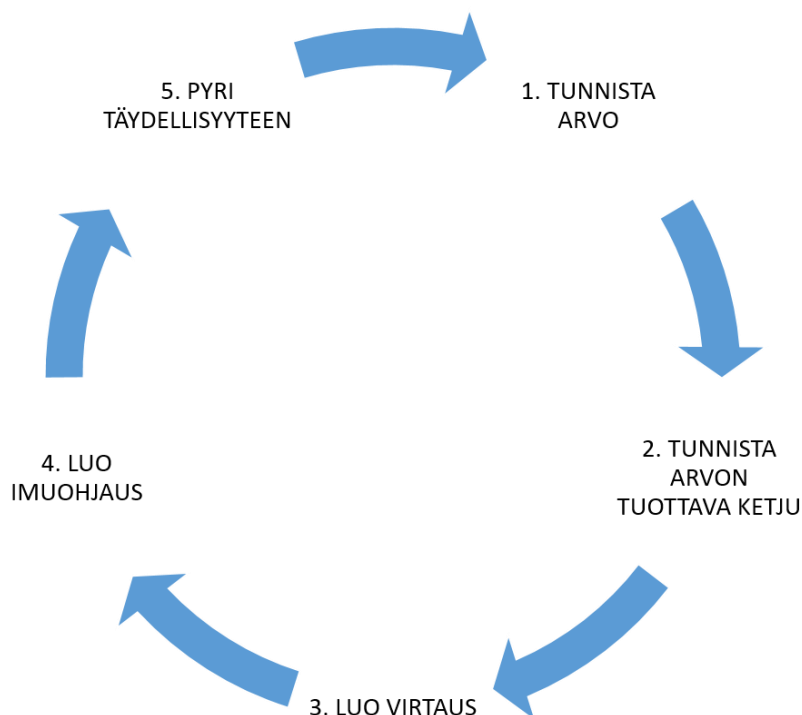 1. TUNNISTA
ARVO
2. TUNNISTA
ARVON
TUOTTAVA KETJU
3. LUO VIRTAUS
4. LUO
IMUOHJAUS
5. PYRI
TÄYDELLISYYTEEN